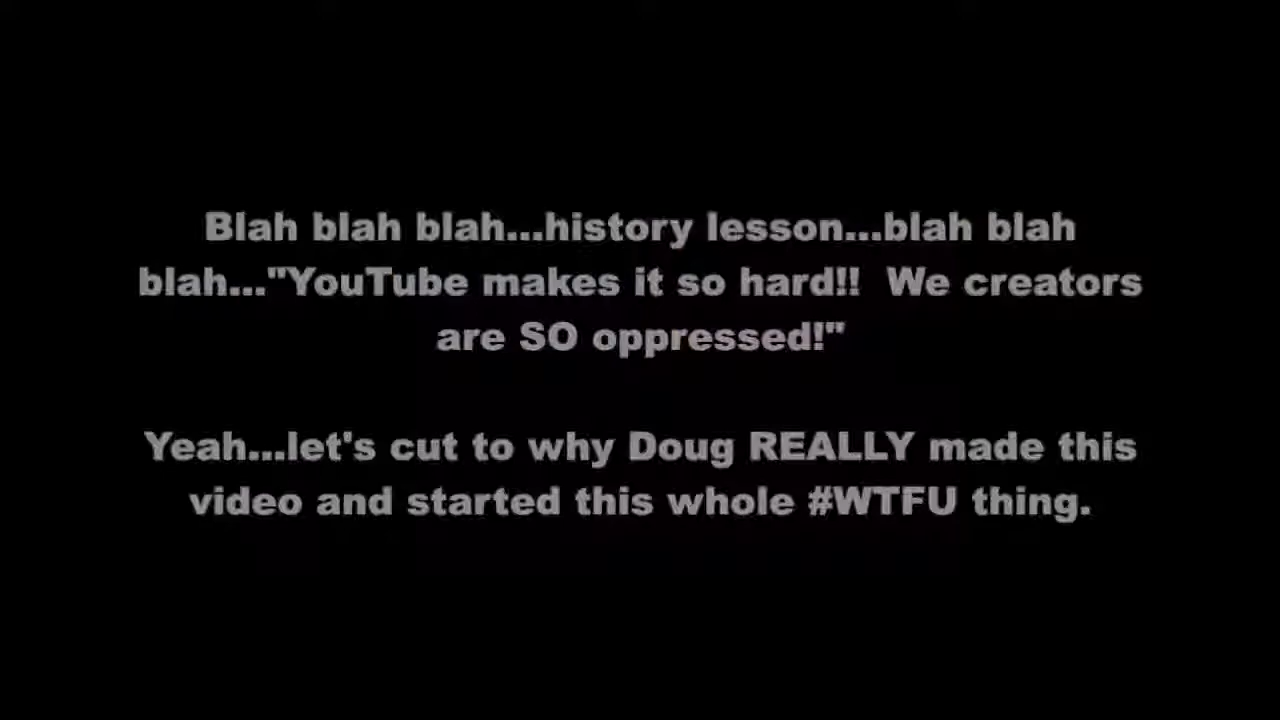 Blah blah blah...history lesson...blah blah
blah..."YouTube makes it so hard!!  We creators
are SO oppressed!"
Yeah...let's cut to why Doug REALLY made this
video and started this whole #WTFU thing.